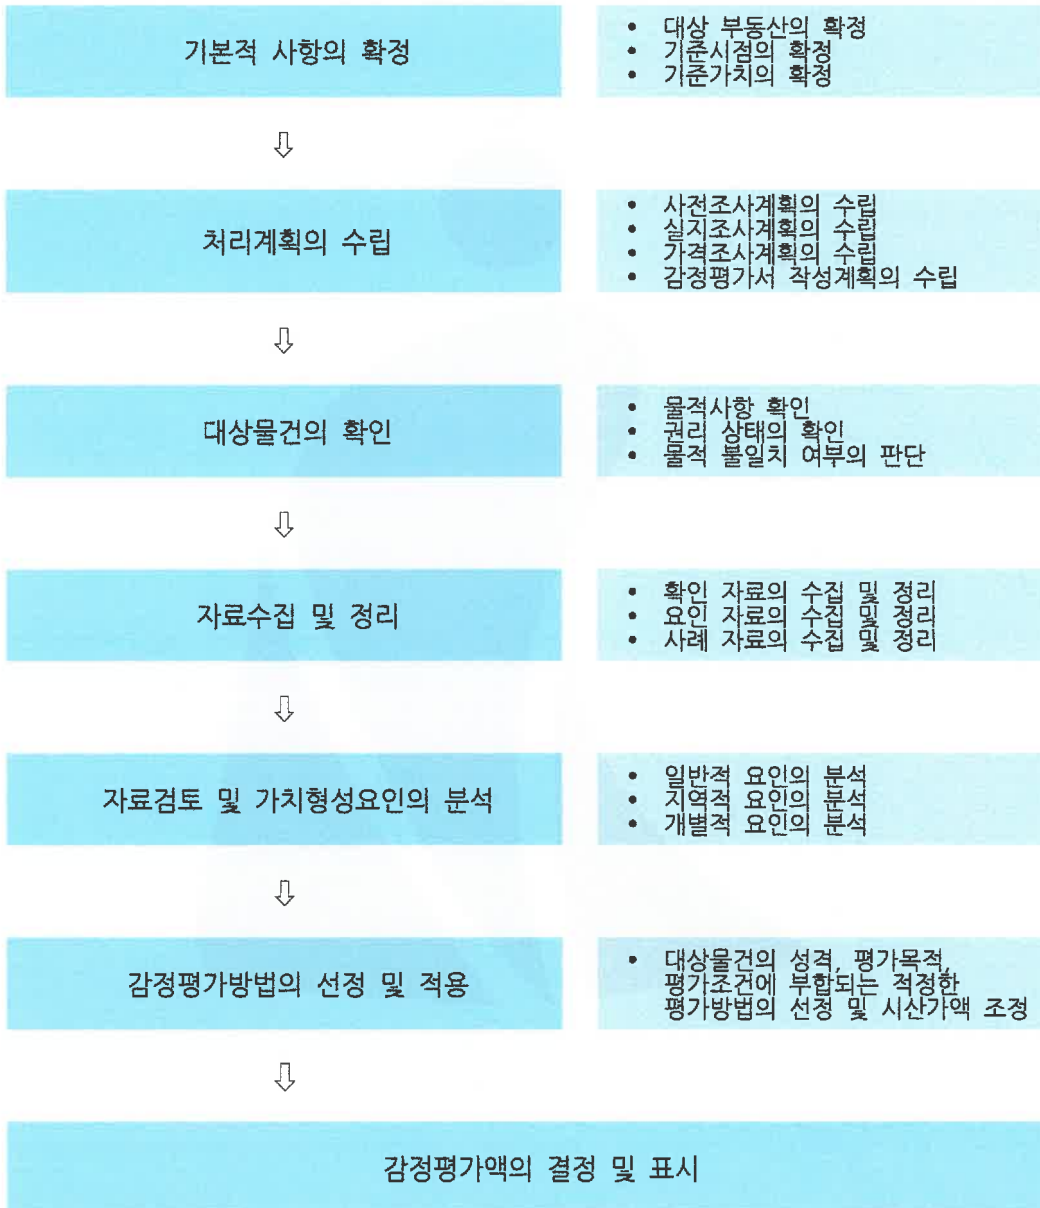 기본적 사항의 확정
• 대상 부동산의 확정
• 기준시점의 확정
• 기준가치의 확정
⇩
처리계획의 수립
• 사전조사계획의 수립
• 실지조사계획의 수립
• 가격조사계획의 수립
• 감정평가서 작성계획의 수립
⇩
대상물건의 확인
• 물적사항 확인
• 권리 상태의 확인
• 물적 불일치 여부의 판단
⇩
자료수집 및 정리
• 확인 자료의 수집 및 정리
• 요인 자료의 수집 및 정리
• 사례 자료의 수집 및 정리
⇩
자료검토 및 가치형성요인의 분석
• 일반적 요인의 분석
• 지역적 요인의 분석
• 개별적 요인의 분석
⇩
감정평가방법의 선정 및 적용
• 대상물건의 성격, 평가목적,
평가조건에 부합되는 적정한
평가방법의 선정 및 시산가액 조정
⇩
감정평가액의 결정 및 표시